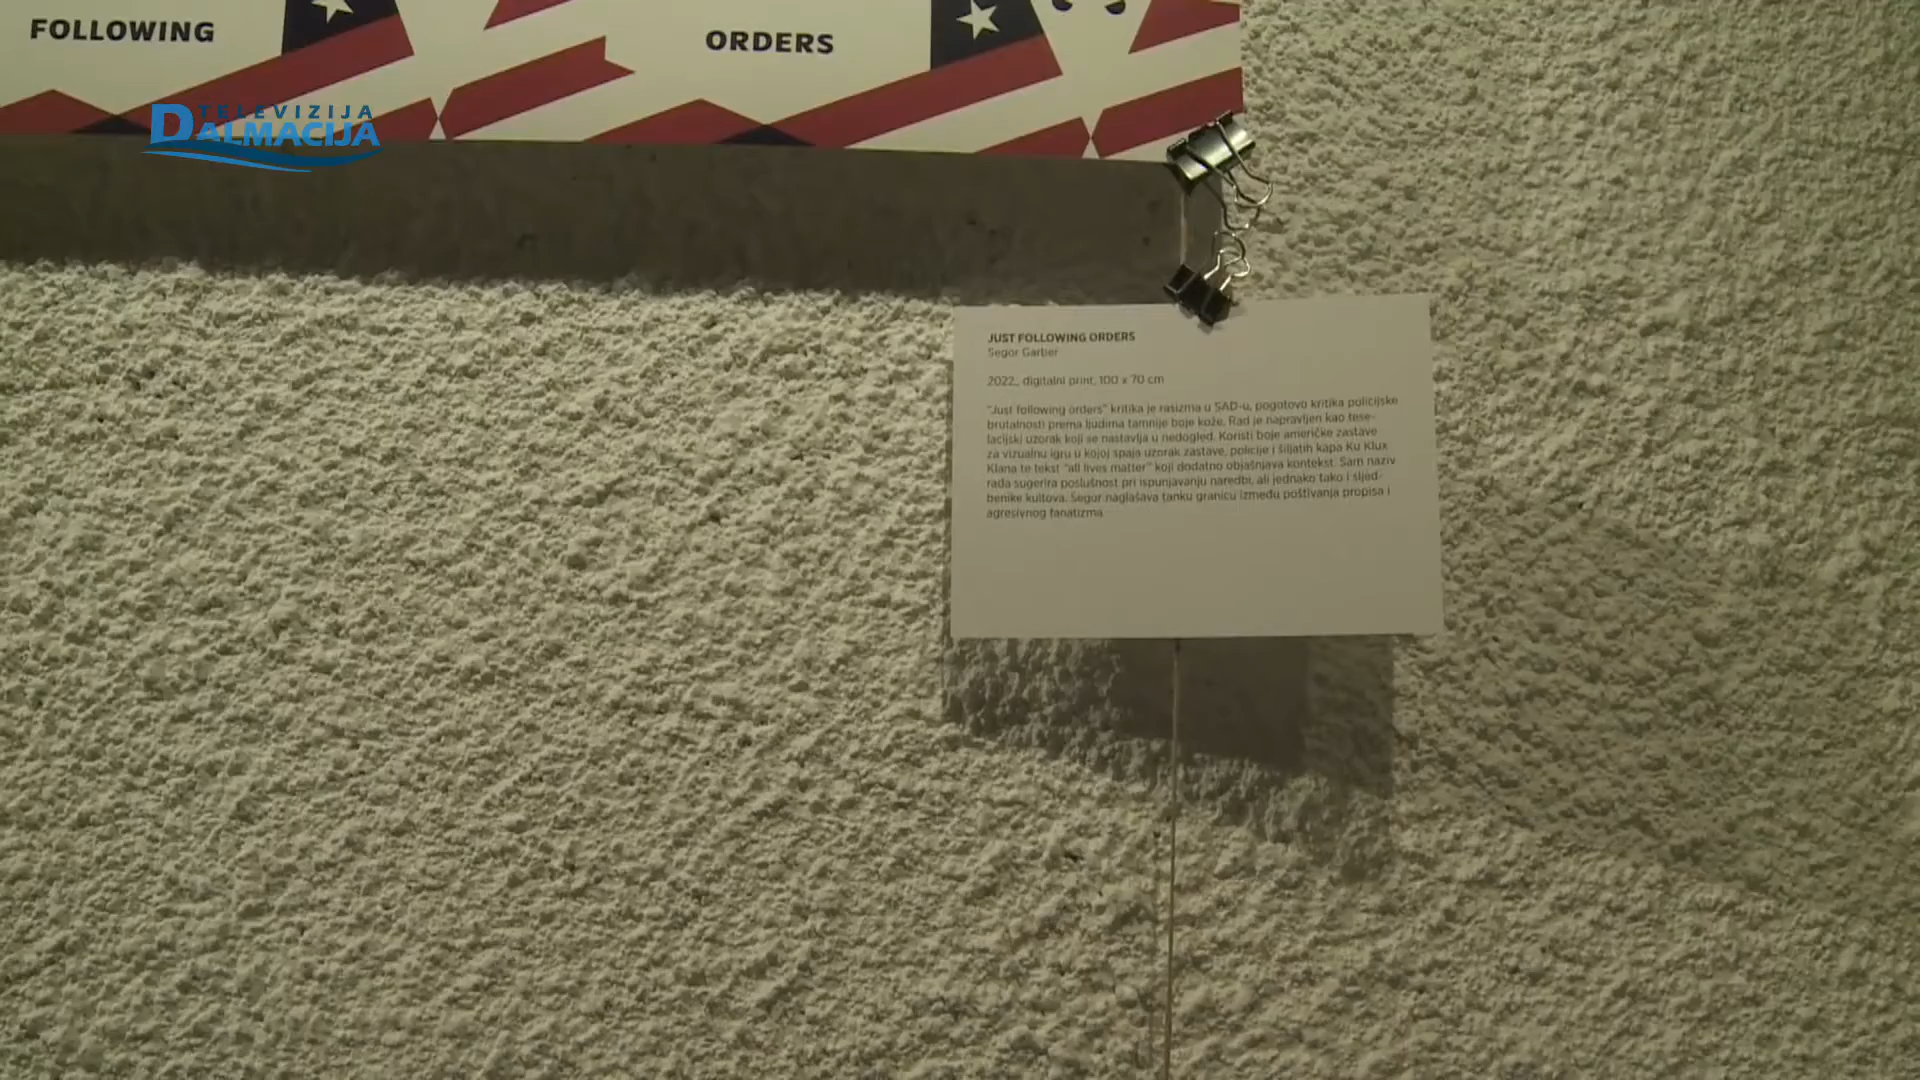 FOLLOWING
ORDERS
TELEVIZIJA
DALMACIJA
JUST FOLLOWING ORDERS
Segor Garber
2022., digitalni print, 100 x 70 cm
"Just following orders" kritika je rasizma u SAD-u, pogotovo kritika policijske
brutalnosti prema ljudima tamnije boje kože. Rad je napravljen kao tese-
lacijski uzorak koji se nastavlja u nedogled. Koristi boje američke zastave
za vizualnu igru u kojoj spaja uzorak zastave, policije i šiljatih kapa Ku Klux
Klana te tekst "all lives matter" koji dodatno objašnjava kontekst. Sam naziv
rada sugerira poslušnost pri ispunjavanju naredbi, ali jednako tako i sljed-
benike kultova. Segor naglašava tanku granicu između poštivanja propisa i
agresivnog fanatizma.